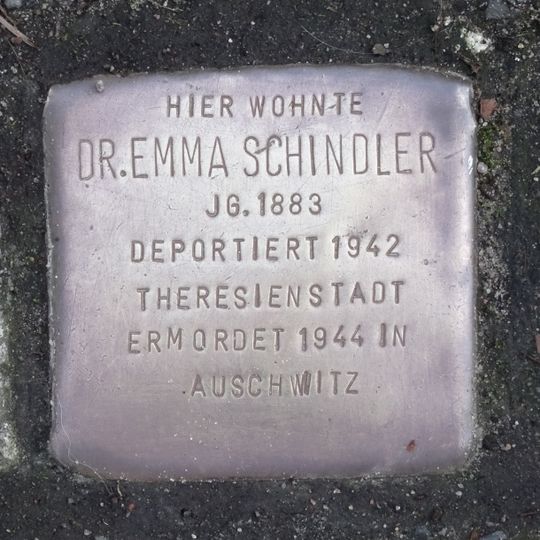 HIER WOHNTE
DR. EMMA SCHINDLER
JG. 1883
DEPORTIERT 1942
THERESIENSTADT
ERMORDET 1944 IN
AUSCHWITZ